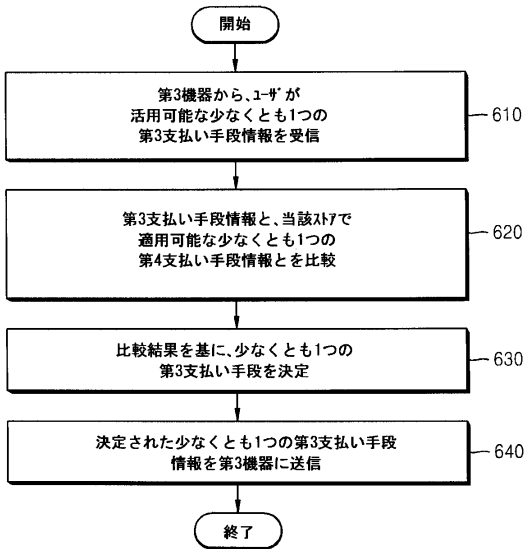 開始
第3機器から、ﾕｰｻﾞが
活用可能な少なくとも1つの
第3支払い手段情報を受信
610
第3支払い手段情報と、当該ｽﾄｱで
適用可能な少なくとも1つの
第4支払い手段情報とを比較
620
比較結果を基に、少なくとも1つの
第3支払い手段を決定
630
決定された少なくとも1つの第3支払い手段
情報を第3機器に送信
640
終了